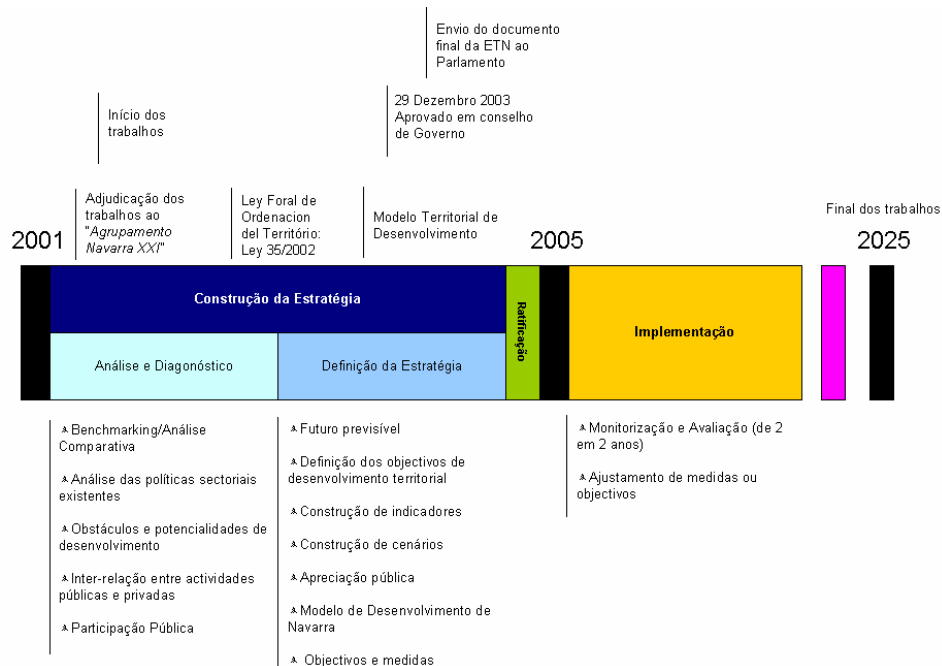 Envio do documento
final da ETN ao
Parlamento
Início dos
trabalhos
29 Dezembro 2003
Aprovado em conselho
de Governo
Adjudicação dos
trabalhos ao
"Agrupamento
Navarra XXI"
Ley Foral de
Ordenacion
del Território:
Ley 35/2002
Modelo Territorial de
Desenvolvimento
Final dos trabalhos
2001
2005
2025
Construção da Estratégia
Ratificação
Implementação
Análise e Diagonóstico
Definição da Estratégia
Benchmarking/Análise
Comparativa
Análise das políticas sectoriais
existentes
Obstáculos e potencialidades de
desenvolvimento
Inter-relação entre actividades
públicas e privadas
Participação Pública
Futuro previsível
Definição dos objectivos de
desenvolvimento territorial
Construção de indicadores
Construção de cenários
Apreciação pública
Modelo de Desenvolvimento de
Navarra
Objectivos e medidas
Monitorização e Avaliação (de 2
em 2 anos)
Ajustamento de medidas ou
objectivos